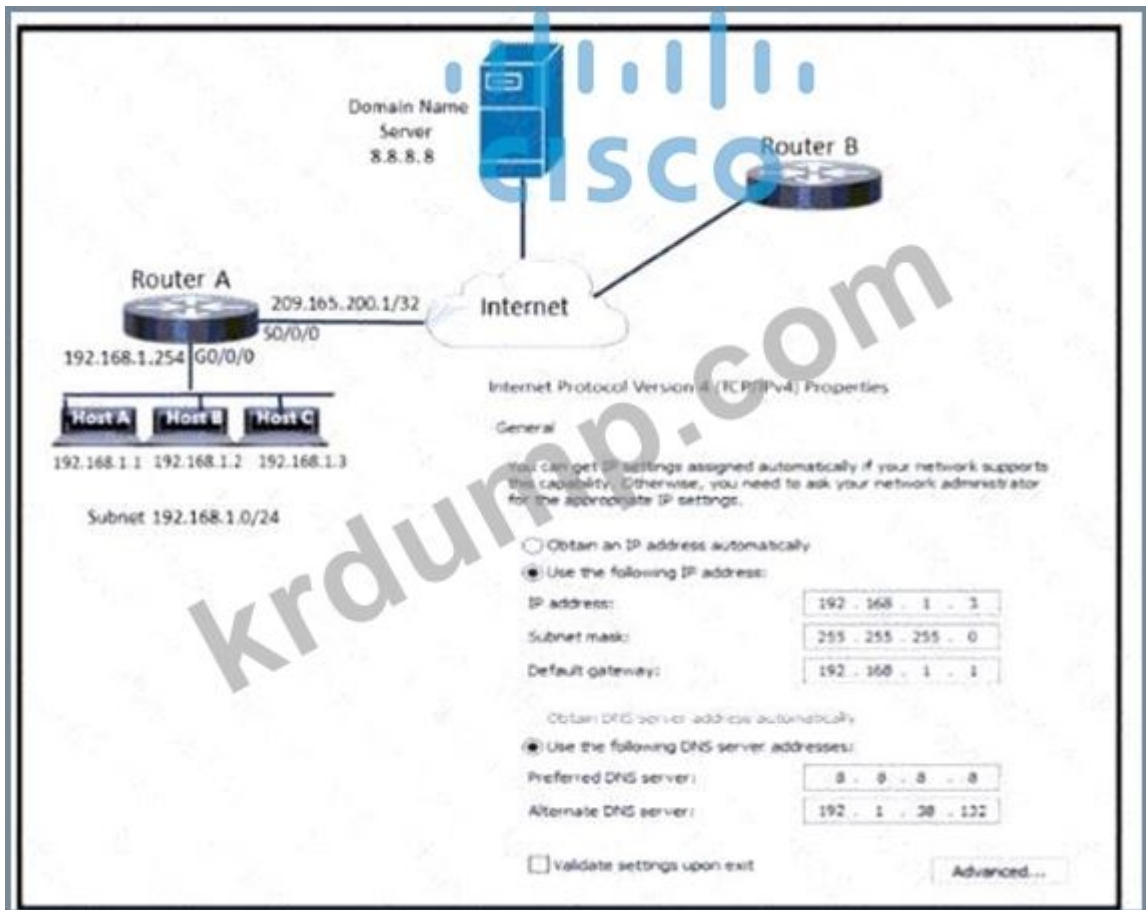 CISCO
Domain Name
Server
8.8.8.8
Router B
Router A
209.165.200.1/32
Internet
S0/0/0
192.168.1.254 G0/0/0
Host A Host B Host C
192.168.1.1 192.168.1.2 192.168.1.3
Subnet 192.168.1.0/24
Internet Protocol Version 4 (TCP/IPv4) Properties
General
You can get IP settings assigned automatically if your network supports
this capability. Otherwise, you need to ask your network administrator
for the appropriate IP settings.
Obtain an IP address automatically
Use the following IP address:
IP address: 192 . 168 . 1 . 3
Subnet mask: 255 . 255 . 255 . 0
Default gateway: 192 . 168 . 1 . 1
Obtain DNS server address automatically
Use the following DNS server addresses:
Preferred DNS server: 8 . 8 . 8 . 8
Alternate DNS server: 192 . 1 . 38 . 132
Validate settings upon exit
Advanced...
krdump.com